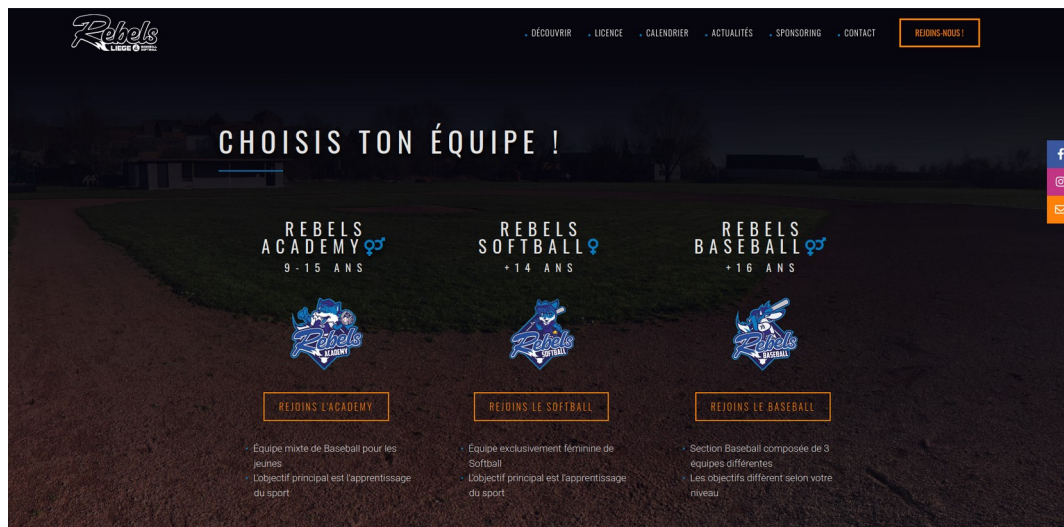 Rebels
LIEGE BASEBALL SOFTBALL
DÉCOUVRIR
LICENCE
CALENDRIER
ACTUALITÉS
SPONSORING
CONTACT
REJOINS-NOUS !
CHOISIS TON ÉQUIPE !
REBELS
ACADEMY
9-15 ANS
Rebels
ACADEMY
REJOINS L'ACADEMY
Équipe mixte de Baseball pour les
jeunes
L'objectif principal est l'apprentissage
du sport
REBELS
SOFTBALL
+14 ANS
Rebels
SOFTBALL
REJOINS LE SOFTBALL
Équipe exclusivement féminine de
Softball
L'objectif principal est l'apprentissage
du sport
REBELS
BASEBALL
+16 ANS
Rebels
BASEBALL
REJOINS LE BASEBALL
Section Baseball composée de 3
équipes différentes
Les objectifs diffèrent selon votre
niveau